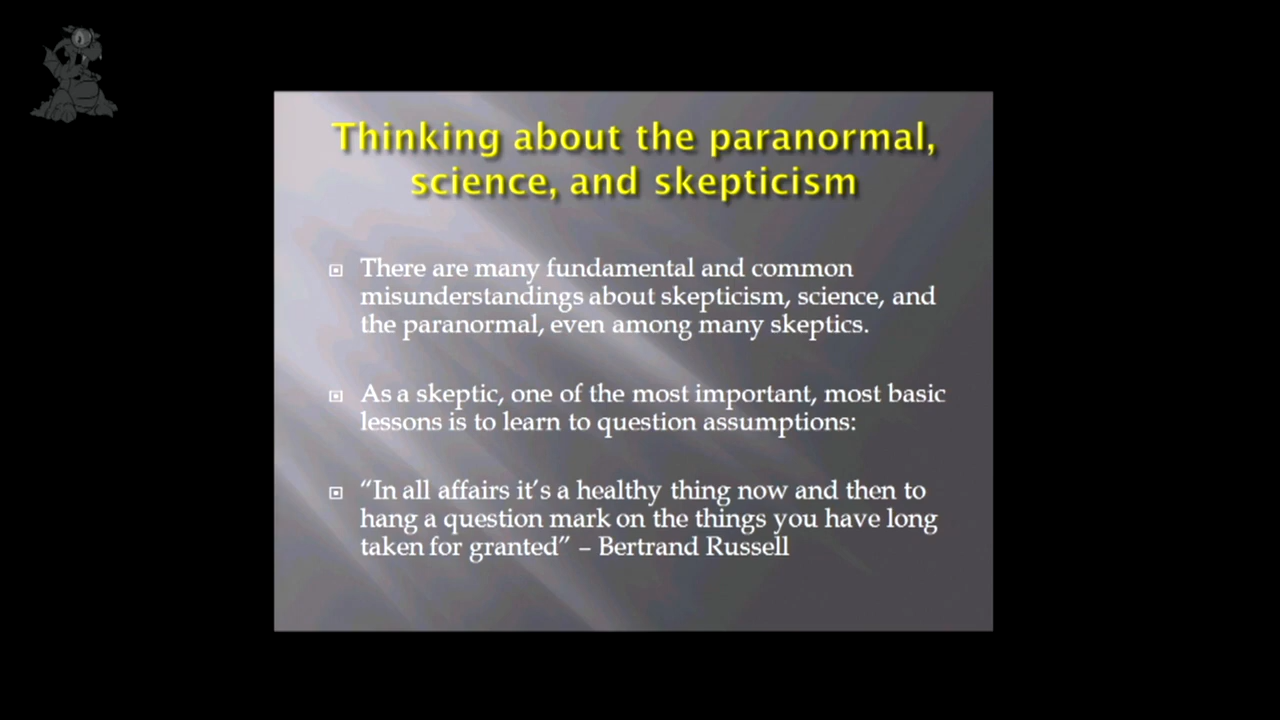 Thinking about the paranormal,
science, and skepticism
There are many fundamental and common
misunderstandings about skepticism, science, and
the paranormal, even among many skeptics.
As a skeptic, one of the most important, most basic
lessons is to learn to question assumptions:
“In all affairs it’s a healthy thing now and then to
hang a question mark on the things you have long
taken for granted” – Bertrand Russell